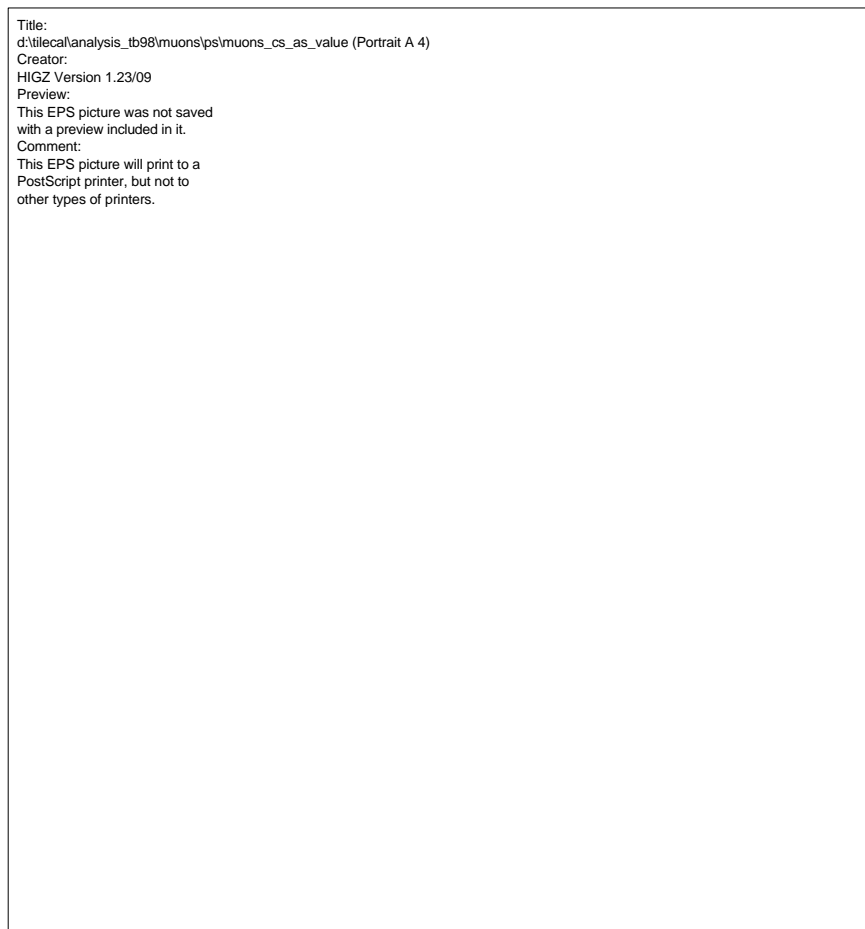 Title:
d:\tilecal\analysis_tb98\muons\ps\muons_cs_as_value (Portrait A 4)
Creator:
HIGZ Version 1.23/09
Preview:
This EPS picture was not saved
with a preview included in it.
Comment:
This EPS picture will print to a
PostScript printer, but not to
other types of printers.